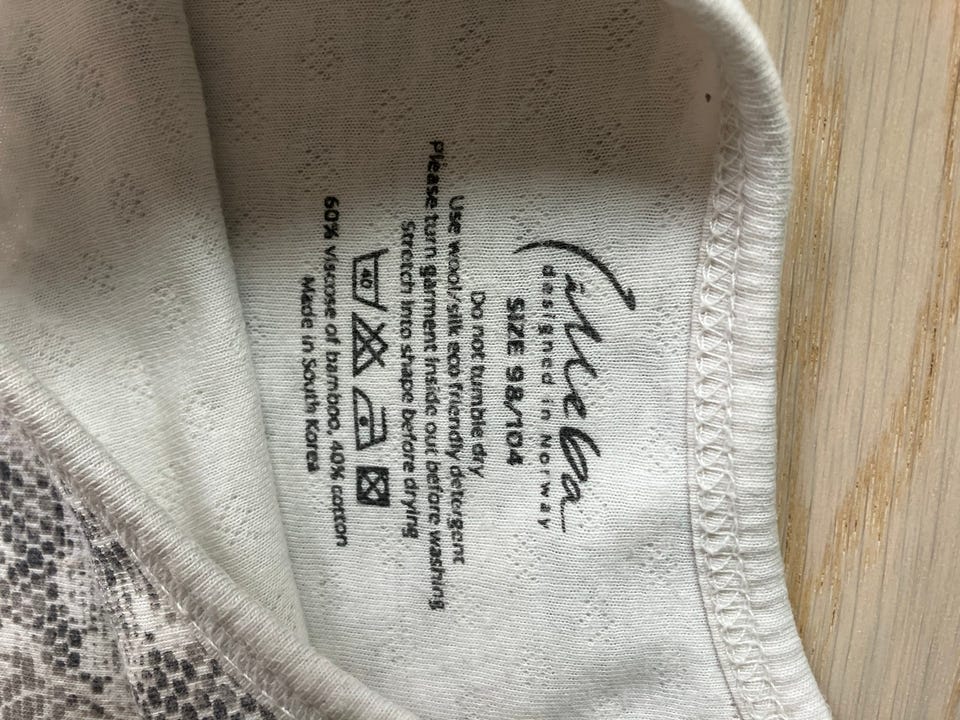 Lilleba
designed in Norway
SIZE 98/104
Do not tumble dry
Use wool/silk eco friendly detergent
Please turn garment inside out before washing
Stretch into shape before drying
40
60% viscose of bamboo, 40% cotton
Made in South Korea